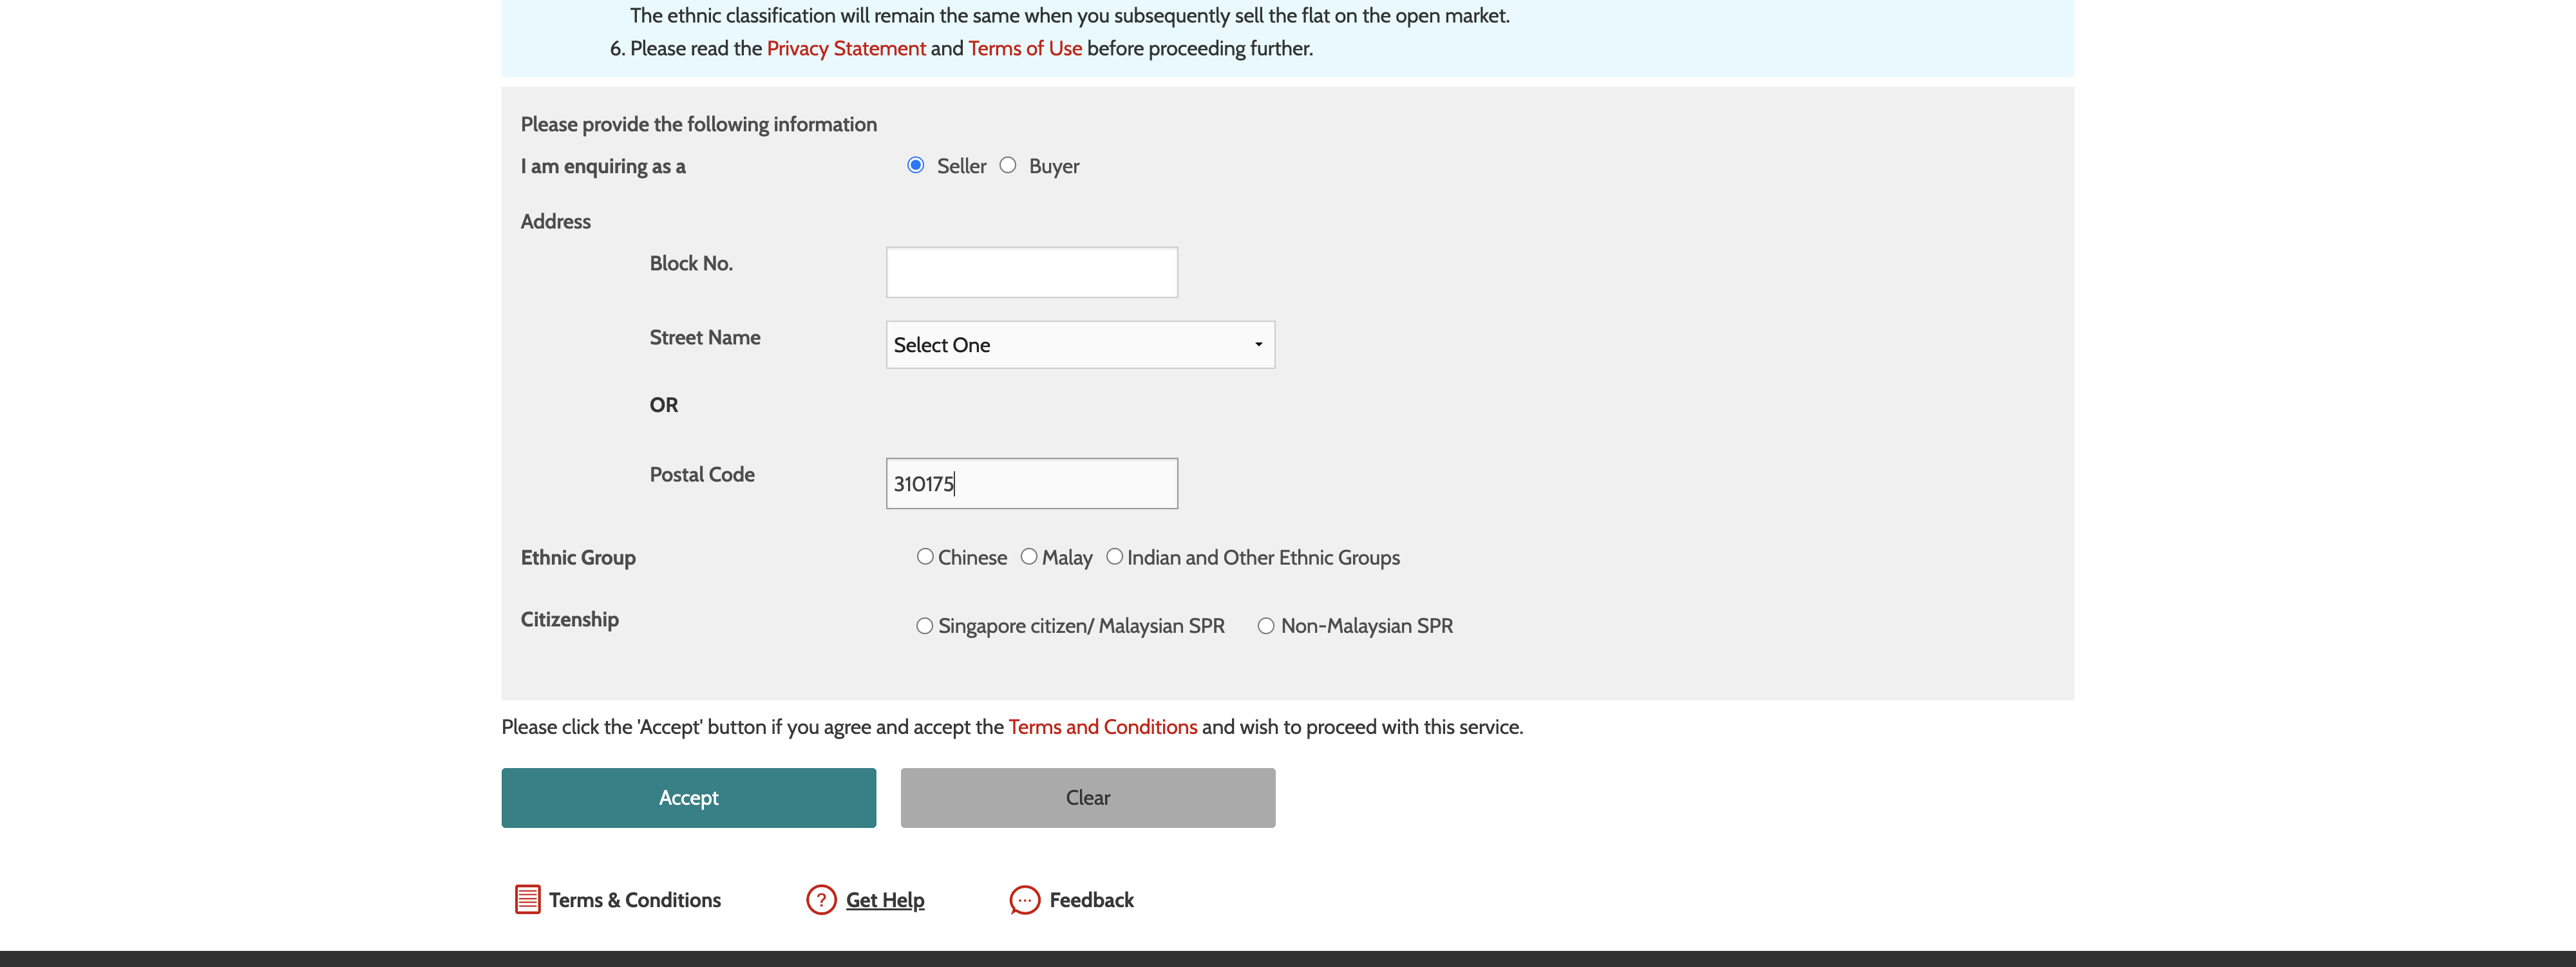 The ethnic classification will remain the same when you subsequently sell the flat on the open market.
6. Please read the Privacy Statement and Terms of Use before proceeding further.
Please provide the following information
I am enquiring as a Seller Buyer
Address
Block No.
Street Name Select One
OR
Postal Code 310175
Ethnic Group Chinese Malay Indian and Other Ethnic Groups
Citizenship Singapore citizen/ Malaysian SPR Non-Malaysian SPR
Please click the 'Accept' button if you agree and accept the Terms and Conditions and wish to proceed with this service.
Accept Clear
Terms & Conditions ? Get Help Feedback